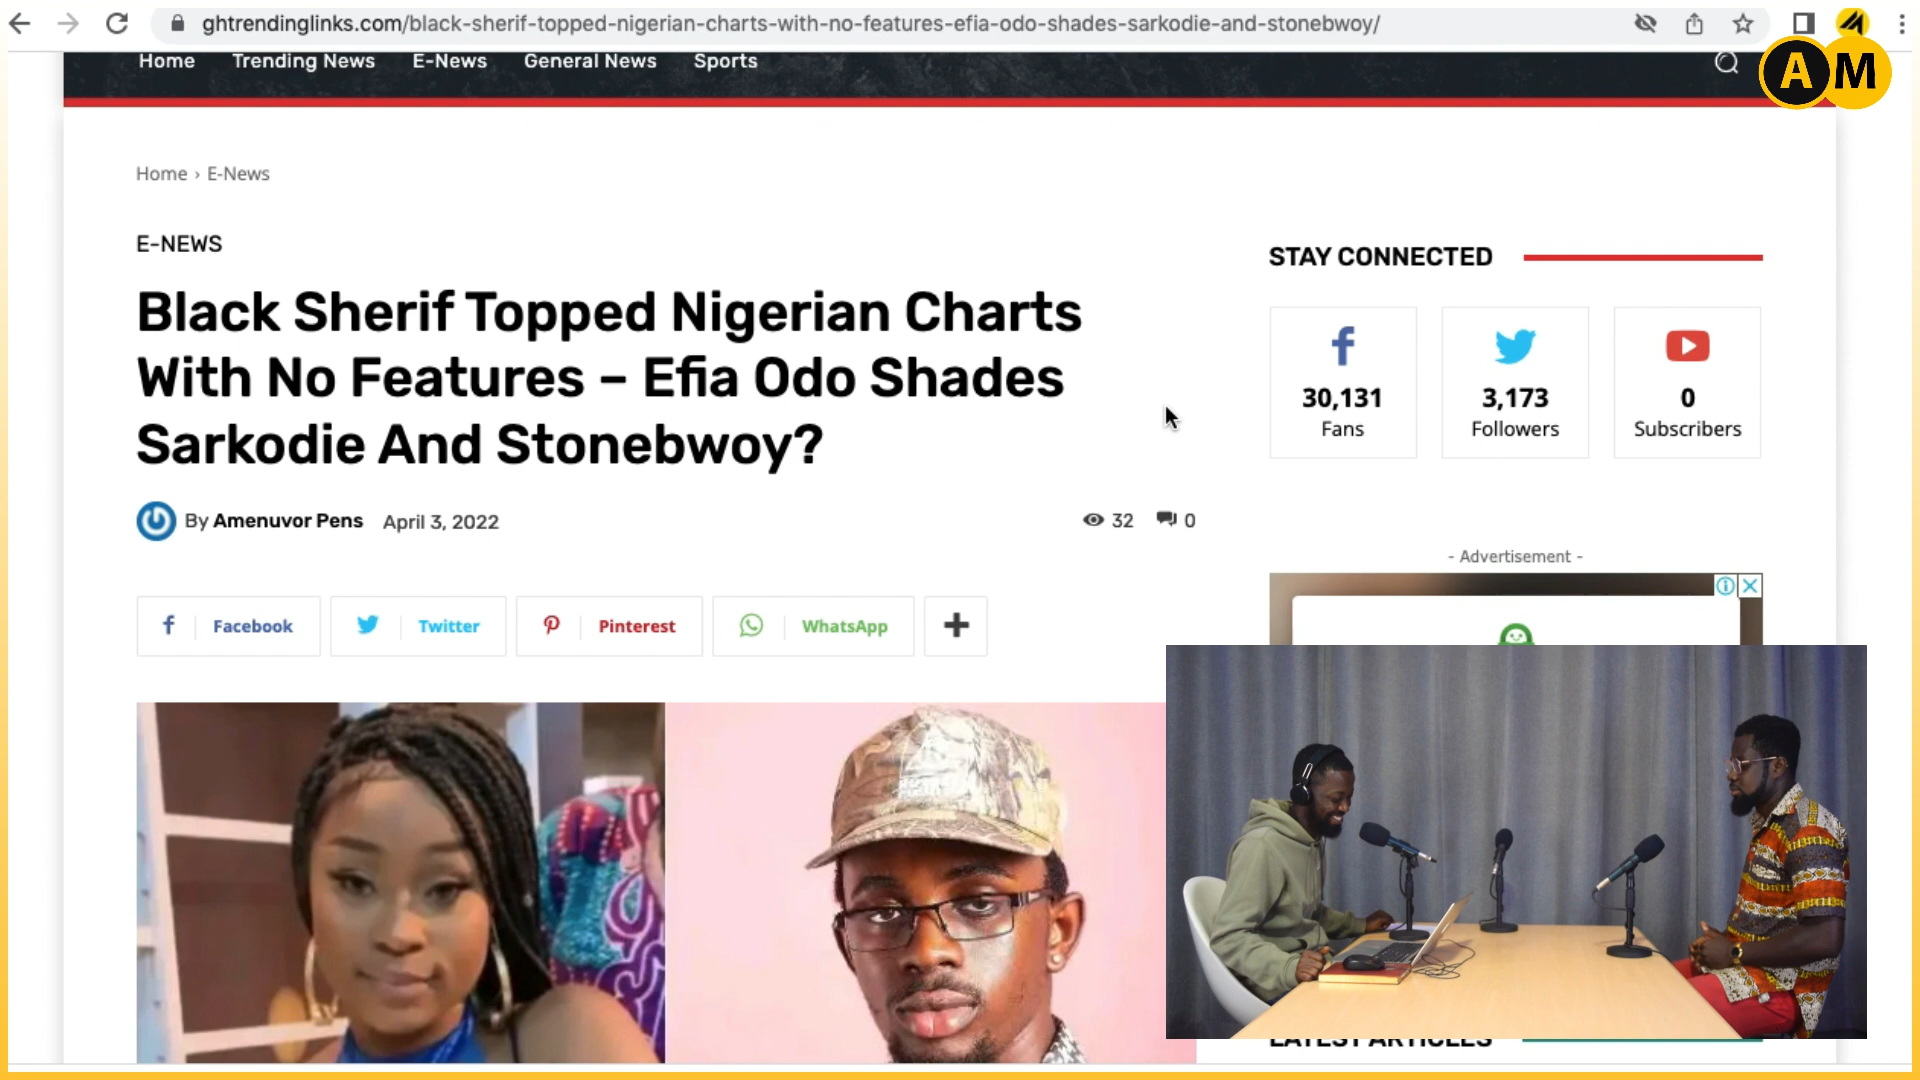 ghtrendinglinks.com/black-sherif-topped-nigerian-charts-with-no-features-efia-odo-shades-sarkodie-and-stonebwoy/
AM
Home Trending News E-News General News Sports
Home › E-News
E-NEWS
Black Sherif Topped Nigerian Charts
With No Features – Efia Odo Shades
Sarkodie And Stonebwoy?
By Amenuvor Pens April 3, 2022
32 0
Facebook Twitter Pinterest WhatsApp
STAY CONNECTED
30,131 3,173 0
Fans Followers Subscribers
- Advertisement -
LATEST ARTICLES